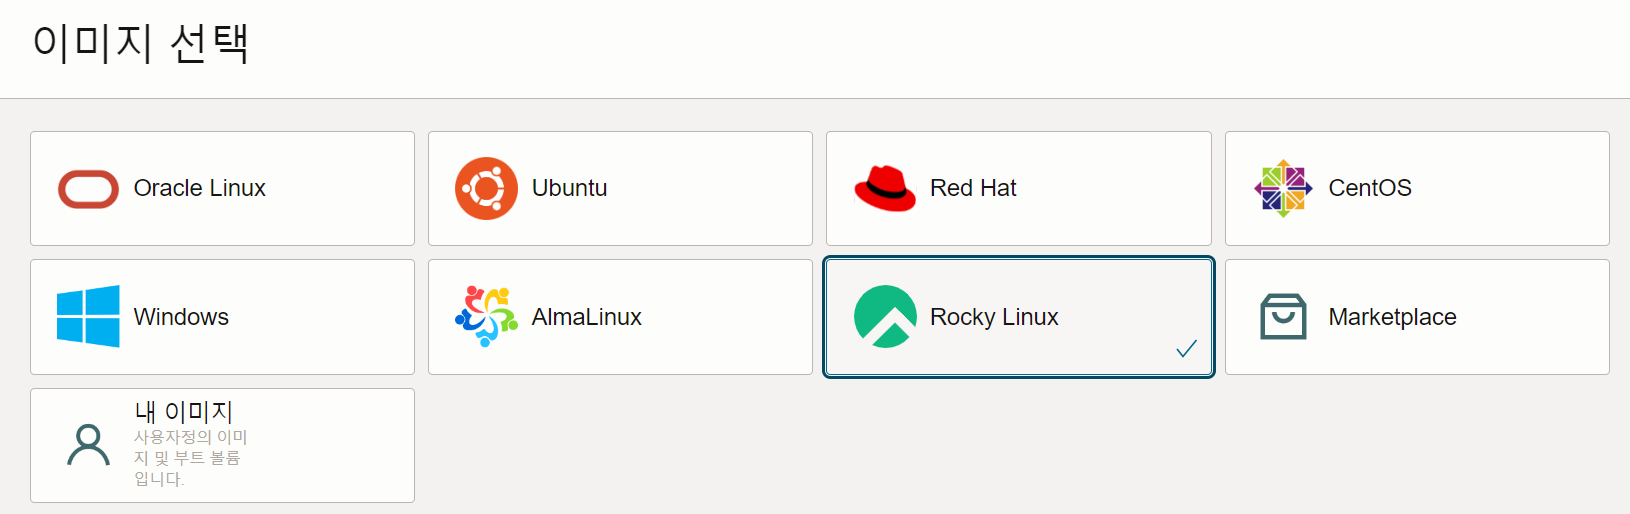 이미지 선택
Oracle Linux
Ubuntu
Red Hat
CentOS
Windows
AlmaLinux
Rocky Linux
Marketplace
내 이미지
사용자정의 이미
지 및 부트 볼륨
입니다.